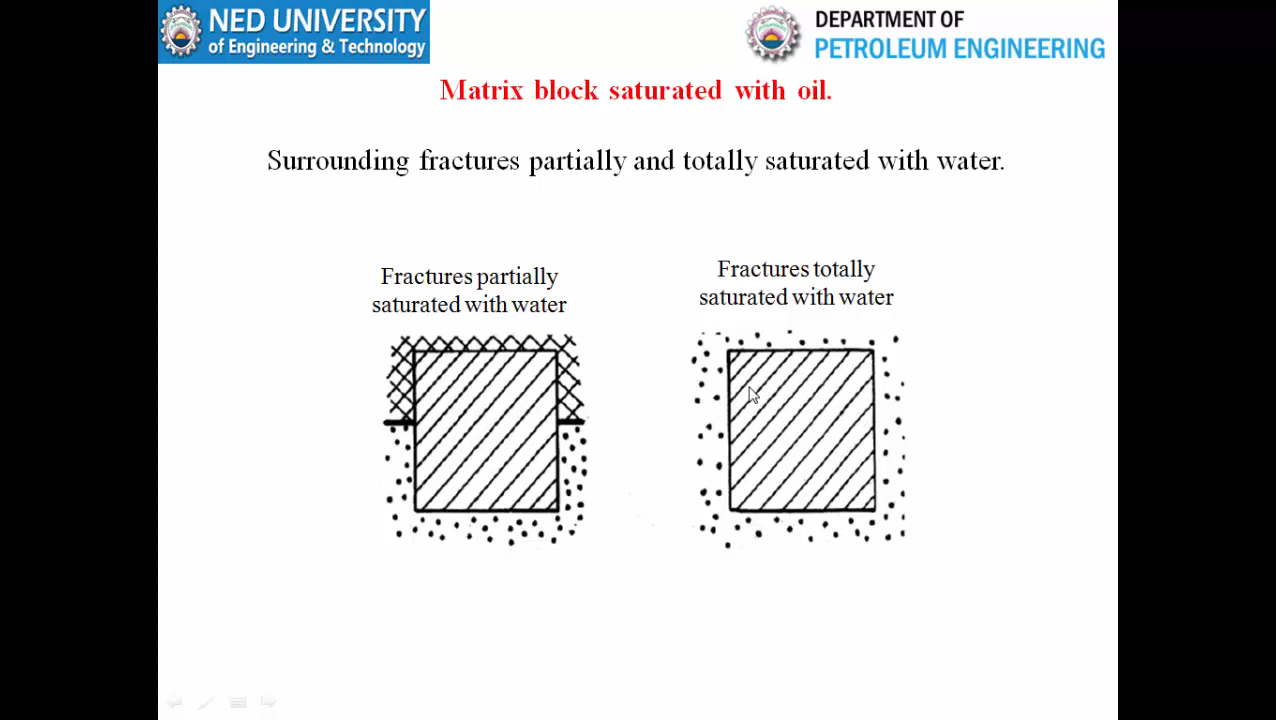 NED UNIVERSITY
of Engineering & Technology
DEPARTMENT OF
PETROLEUM ENGINEERING
Matrix block saturated with oil.
Surrounding fractures partially and totally saturated with water.
Fractures partially
saturated with water
Fractures totally
saturated with water